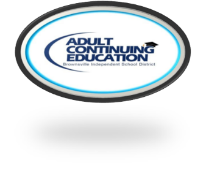 ADULT
CONTINUING
EDUCATION
Brownsville Independent School District